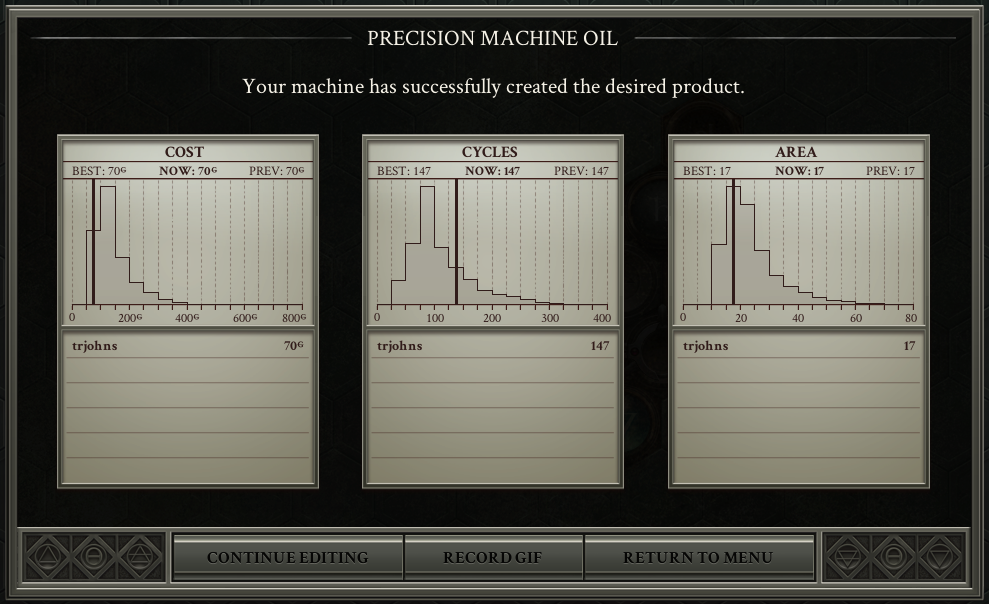 PRECISION MACHINE OIL
Your machine has successfully created the desired product.
COST
BEST: 70G NOW: 70G PREV: 70G
0 200G 400G 600G 800G
trjohns 70G
CYCLES
BEST: 147 NOW: 147 PREV: 147
0 100 200 300 400
trjohns 147
AREA
BEST: 17 NOW: 17 PREV: 17
0 20 40 60 80
trjohns 17
CONTINUE EDITING RECORD GIF RETURN TO MENU